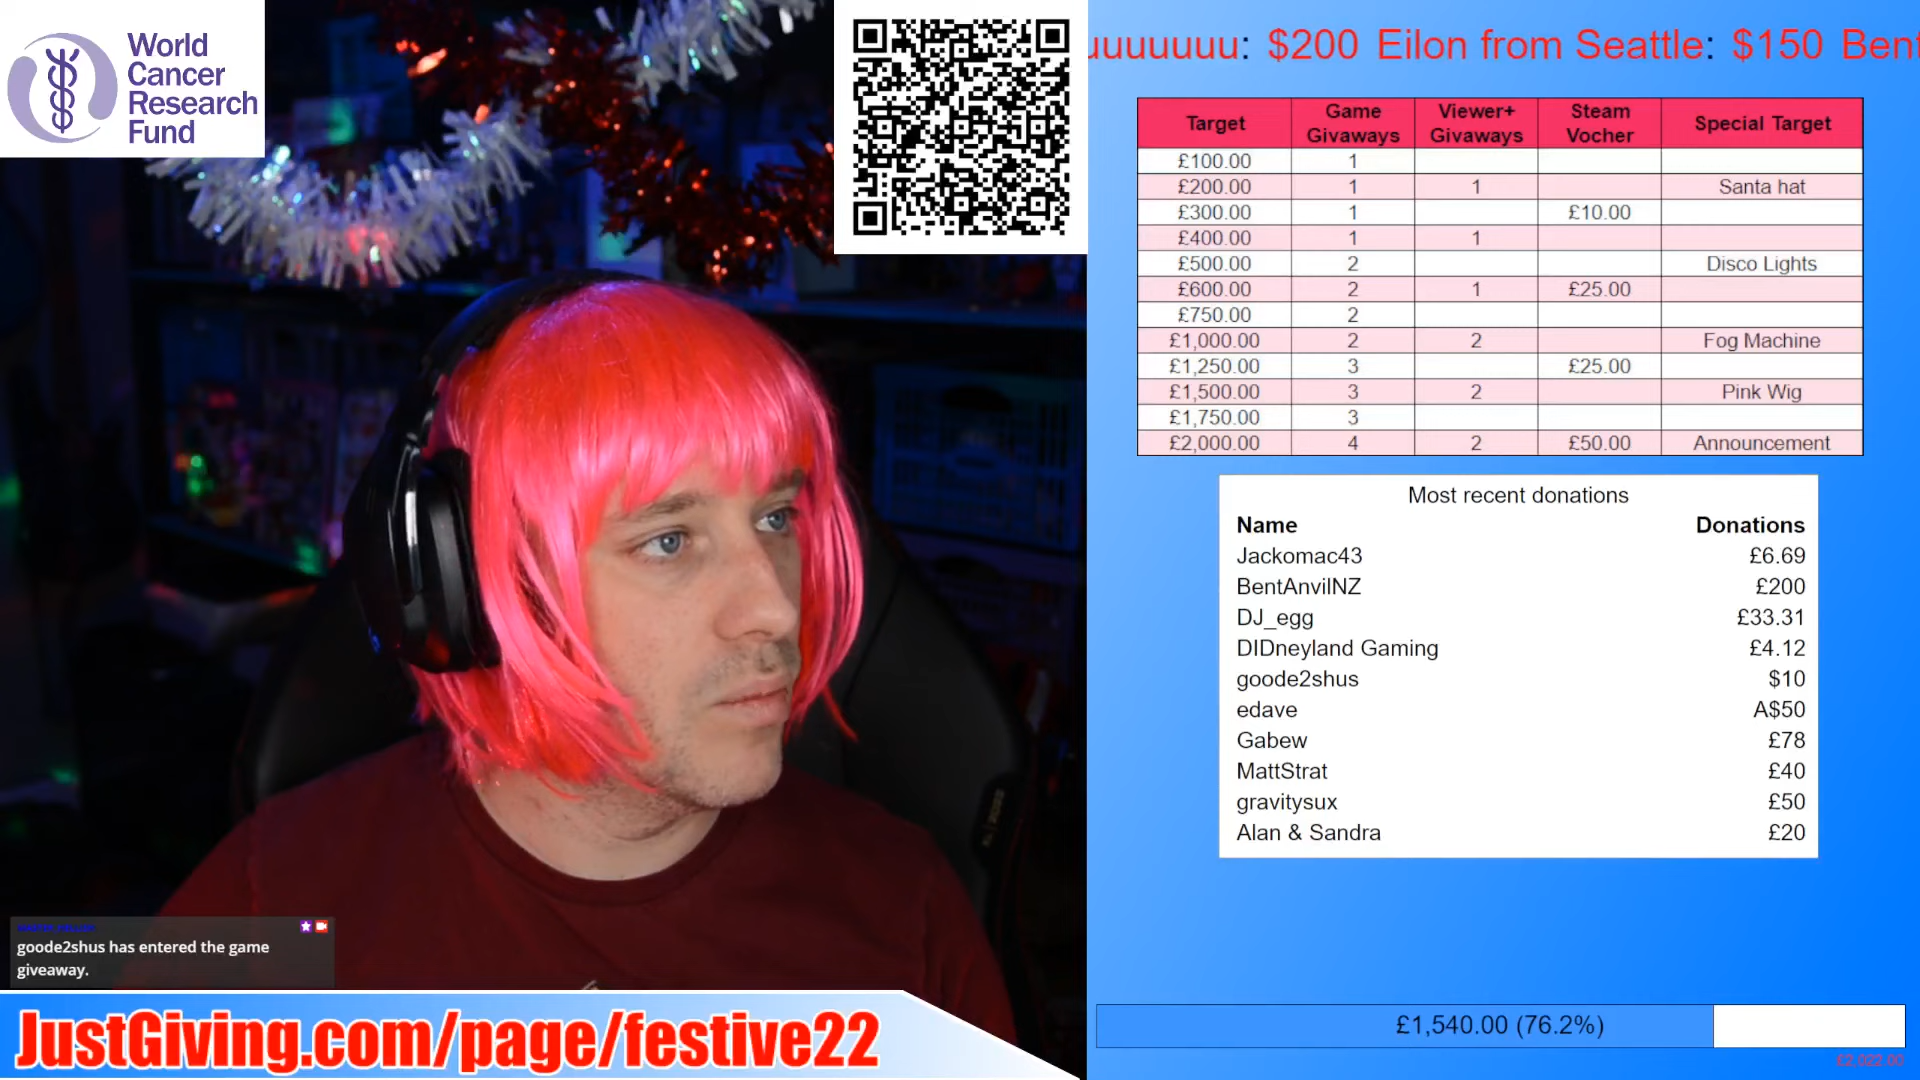 World
Cancer
Research
Fund
uuuuuuu: $200 Eilon from Seattle: $150 Bent
Target Game Givaways Viewer+ Givaways Steam Vocher Special Target
£100.00 1
£200.00 1 1 Santa hat
£300.00 1 £10.00
£400.00 1 1
£500.00 2 Disco Lights
£600.00 2 1 £25.00
£750.00 2
£1,000.00 2 2 Fog Machine
£1,250.00 3 £25.00
£1,500.00 3 2 Pink Wig
£1,750.00 3
£2,000.00 4 2 £50.00 Announcement
Most recent donations
Name Donations
Jackomac43 £6.69
BentAnvilNZ £200
DJ_egg £33.31
DIDneyland Gaming £4.12
goode2shus $10
edave A$50
Gabew £78
MattStrat £40
gravitysux £50
Alan & Sandra £20
goode2shus has entered the game
giveaway.
JustGiving.com/page/festive22
£1,540.00 (76.2%)
£2,022.00